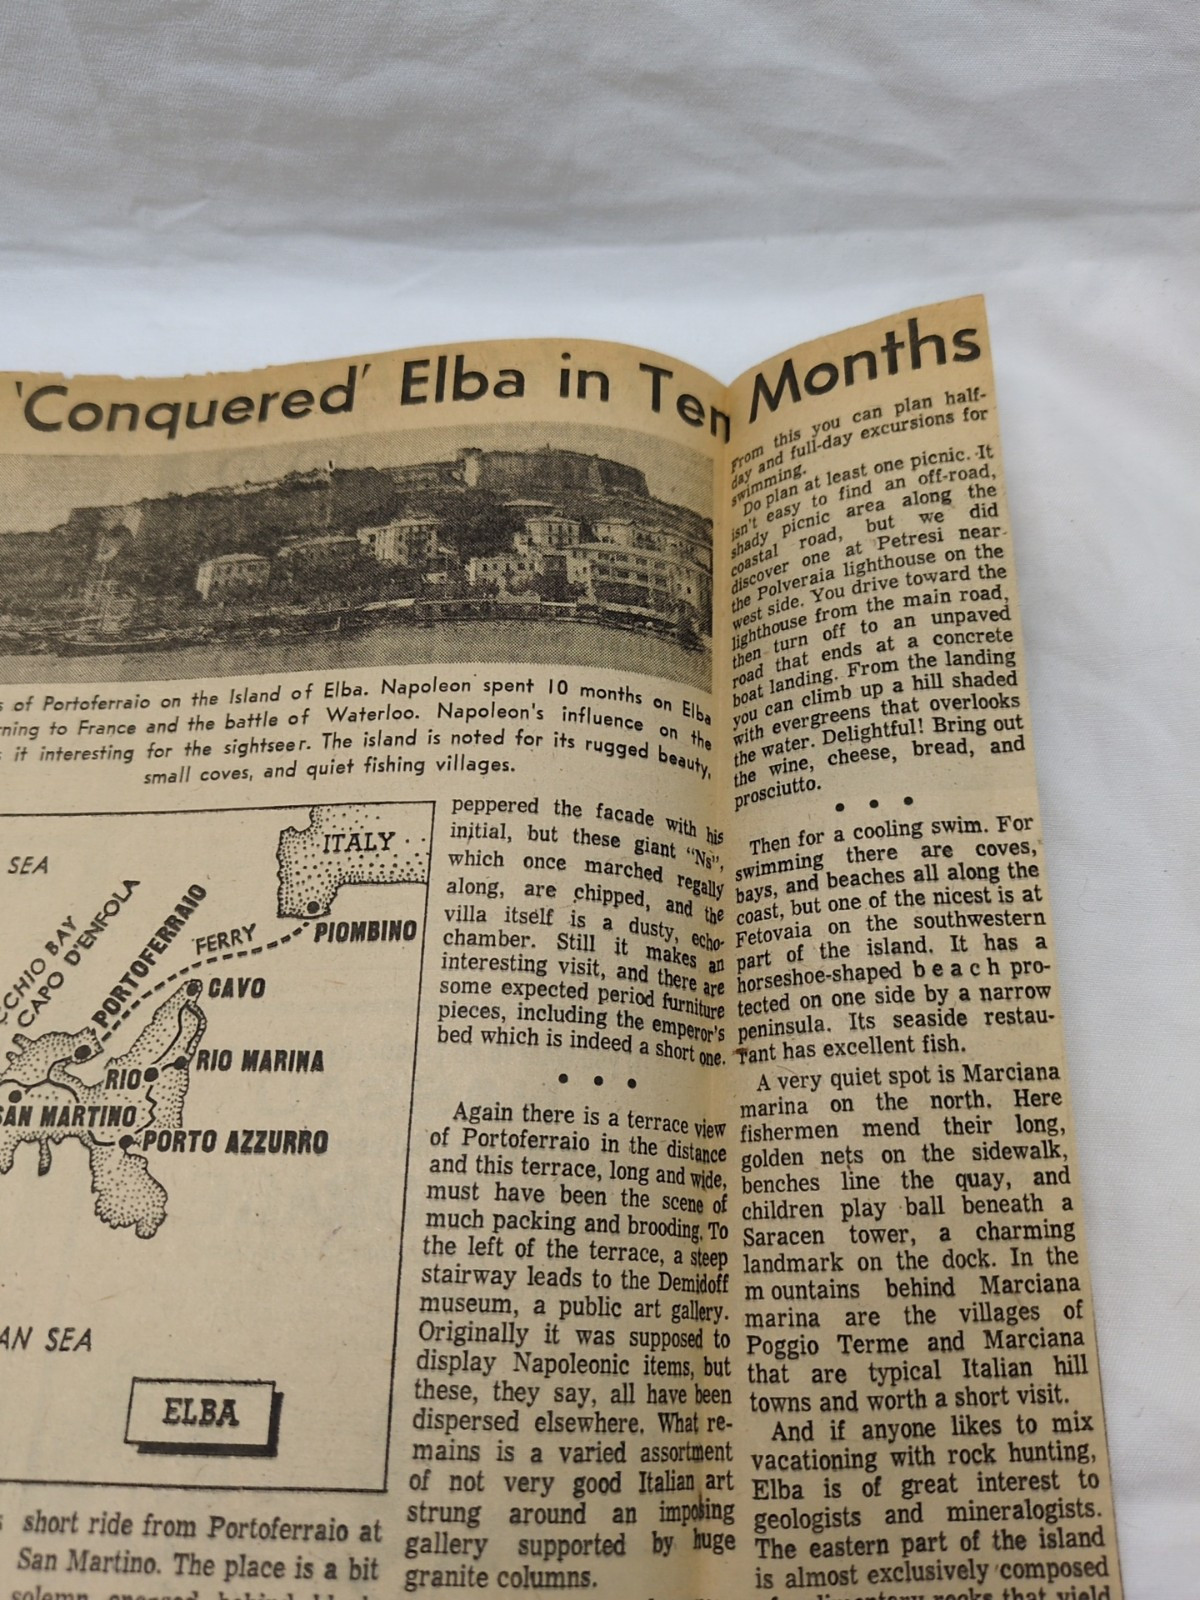 'Conquered' Elba in Ten Months
s of Portoferraio on the Island of Elba. Napoleon spent 10 months on Elba
rning to France and the battle of Waterloo. Napoleon's influence on the
s it interesting for the sightseer. The island is noted for its rugged beauty,
small coves, and quiet fishing villages.
SEA
ITALY
PIOMBINO
FERRY
CCHIO BAY
CAPO D'ENFOLA
PORTOFERRAIO
CAVO
RIO MARINA
RIO
SAN MARTINO
PORTO AZZURRO
AN SEA
ELBA
short ride from Portoferraio at
San Martino. The place is a bit
peppered the facade with his
initial, but these giant "Ns",
which once marched regally
along, are chipped, and the
villa itself is a dusty, echo-
chamber. Still it makes an
interesting visit, and there are
some expected period furniture
pieces, including the emperor's
bed which is indeed a short one.
• • •
Again there is a terrace view
of Portoferraio in the distance
and this terrace, long and wide,
must have been the scene of
much packing and brooding. To
the left of the terrace, a steep
stairway leads to the Demidoff
museum, a public art gallery.
Originally it was supposed to
display Napoleonic items, but
these, they say, all have been
dispersed elsewhere. What re-
mains is a varied assortment
of not very good Italian art
strung around an imposing
gallery supported by huge
granite columns.
From this you can plan half-
day and full-day excursions for
swimming.
Do plan at least one picnic. It
isn't easy to find an off-road,
shady picnic area along the
coastal road, but we did
discover one at Petresi near
the Polveraia lighthouse on the
west side. You drive toward the
lighthouse from the main road,
then turn off to an unpaved
road that ends at a concrete
boat landing. From the landing
you can climb up a hill shaded
with evergreens that overlooks
the water. Delightful! Bring out
the wine, cheese, bread, and
prosciutto.
• • •
Then for a cooling swim. For
swimming there are coves,
bays, and beaches all along the
coast, but one of the nicest is at
Fetovaia on the southwestern
part of the island. It has a
horseshoe-shaped beach pro-
tected on one side by a narrow
peninsula. Its seaside restau-
rant has excellent fish.
A very quiet spot is Marciana
marina on the north. Here
fishermen mend their long,
golden nets on the sidewalk,
benches line the quay, and
children play ball beneath a
Saracen tower, a charming
landmark on the dock. In the
mountains behind Marciana
marina are the villages of
Poggio Terme and Marciana
that are typical Italian hill
towns and worth a short visit.
And if anyone likes to mix
vacationing with rock hunting,
Elba is of great interest to
geologists and mineralogists.
The eastern part of the island
is almost exclusively composed
rocks that yield